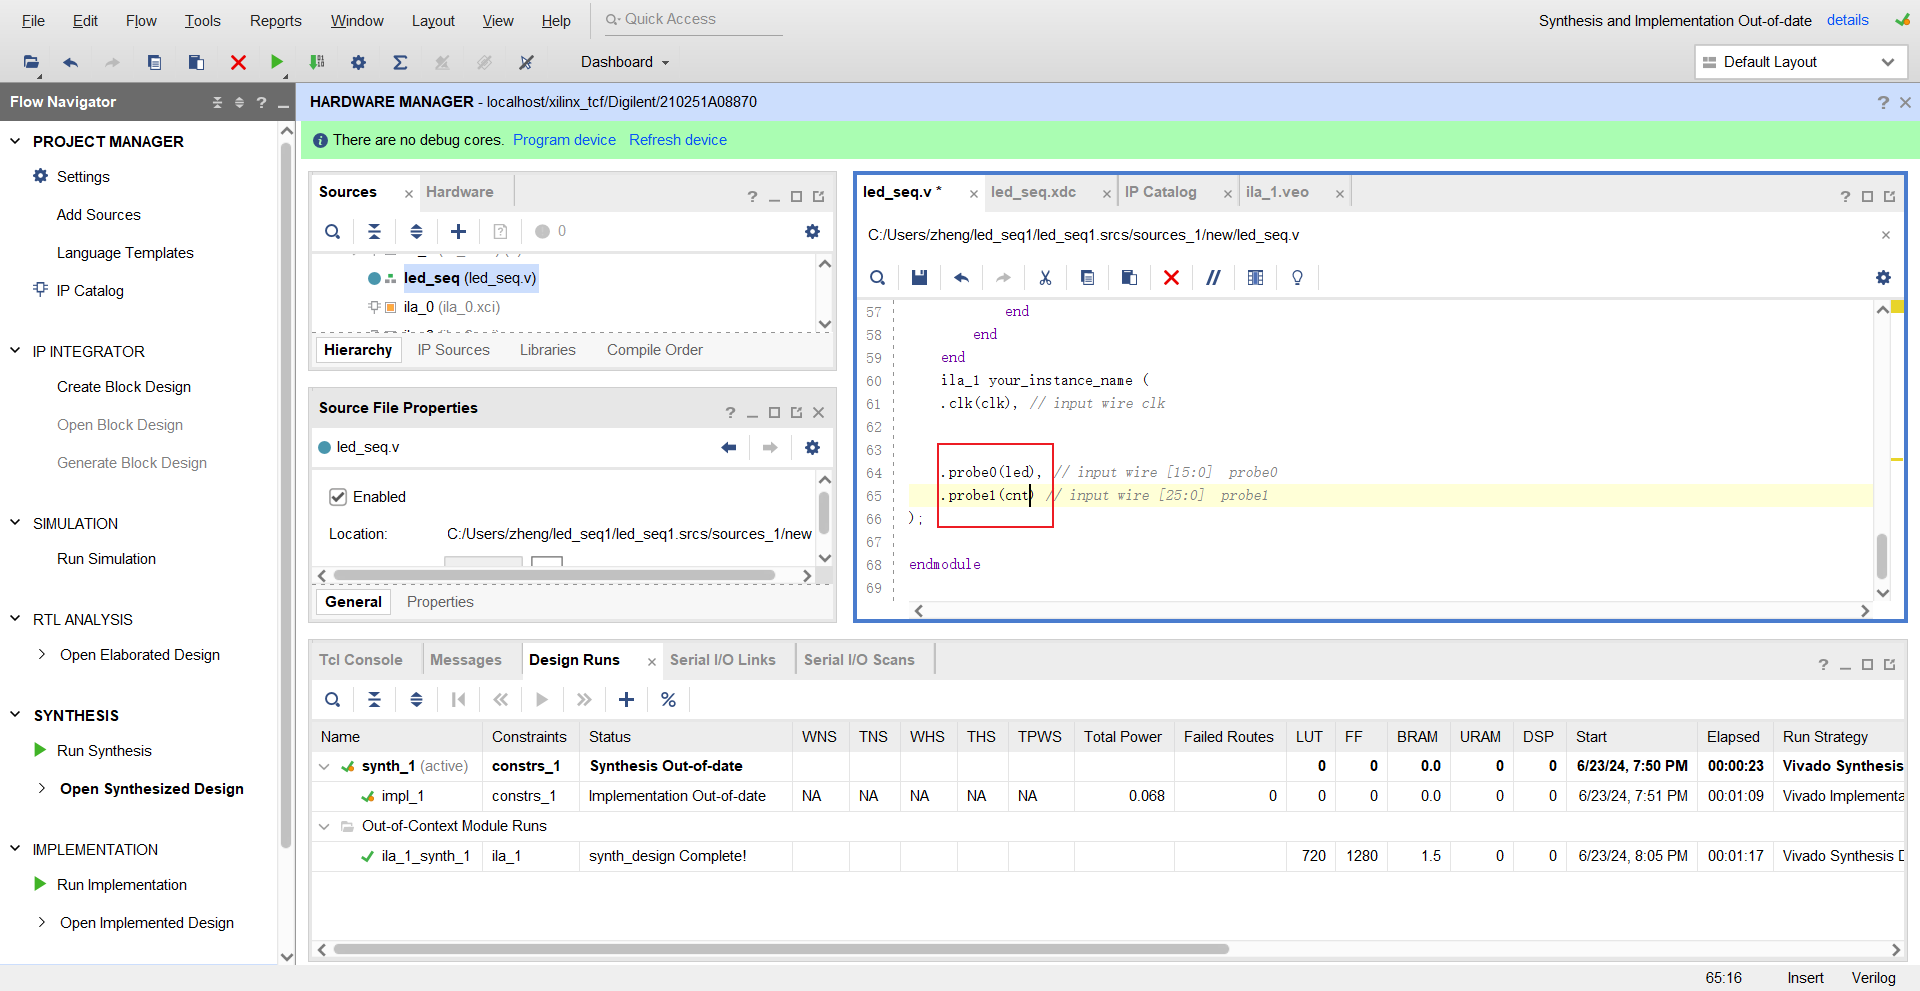 File Edit Flow Tools Reports Window Layout View Help Quick Access Synthesis and Implementation Out-of-date details
Dashboard Default Layout
Flow Navigator ? HARDWARE MANAGER - localhost/xilinx_tcf/Digilent/210251A08870 ?
There are no debug cores. Program device Refresh device
PROJECT MANAGER
Settings
Add Sources
Language Templates
IP Catalog
IP INTEGRATOR
Create Block Design
Open Block Design
Generate Block Design
SIMULATION
Run Simulation
RTL ANALYSIS
Open Elaborated Design
SYNTHESIS
Run Synthesis
Open Synthesized Design
IMPLEMENTATION
Run Implementation
Open Implemented Design
Sources Hardware ?
0
led_seq (led_seq.v)
ila_0 (ila_0.xci)
Hierarchy IP Sources Libraries Compile Order
Source File Properties ?
led_seq.v
Enabled
Location: C:/Users/zheng/led_seq1/led_seq1.srcs/sources_1/new
General Properties
led_seq.v * led_seq.xdc IP Catalog ila_1.veo ?
C:/Users/zheng/led_seq1/led_seq1.srcs/sources_1/new/led_seq.v
57 end
58 end
59 end
60 ila_1 your_instance_name (
61 .clk(clk), // input wire clk
62
63
64 .probe0(led), // input wire [15:0]  probe0
65 .probe1(cnt) // input wire [25:0]  probe1
66 );
67
68 endmodule
69
Tcl Console Messages Design Runs Serial I/O Links Serial I/O Scans ?
Name Constraints Status WNS TNS WHS THS TPWS Total Power Failed Routes LUT FF BRAM URAM DSP Start Elapsed Run Strategy
synth_1 (active) constrs_1 Synthesis Out-of-date 0 0 0.0 0 0 6/23/24, 7:50 PM 00:00:23 Vivado Synthesis
impl_1 constrs_1 Implementation Out-of-date NA NA NA NA NA 0.068 0 0 0 0.0 0 0 6/23/24, 7:51 PM 00:01:09 Vivado Implementa
Out-of-Context Module Runs
ila_1_synth_1 ila_1 synth_design Complete! 720 1280 1.5 0 0 6/23/24, 8:05 PM 00:01:17 Vivado Synthesis D
65:16 Insert Verilog